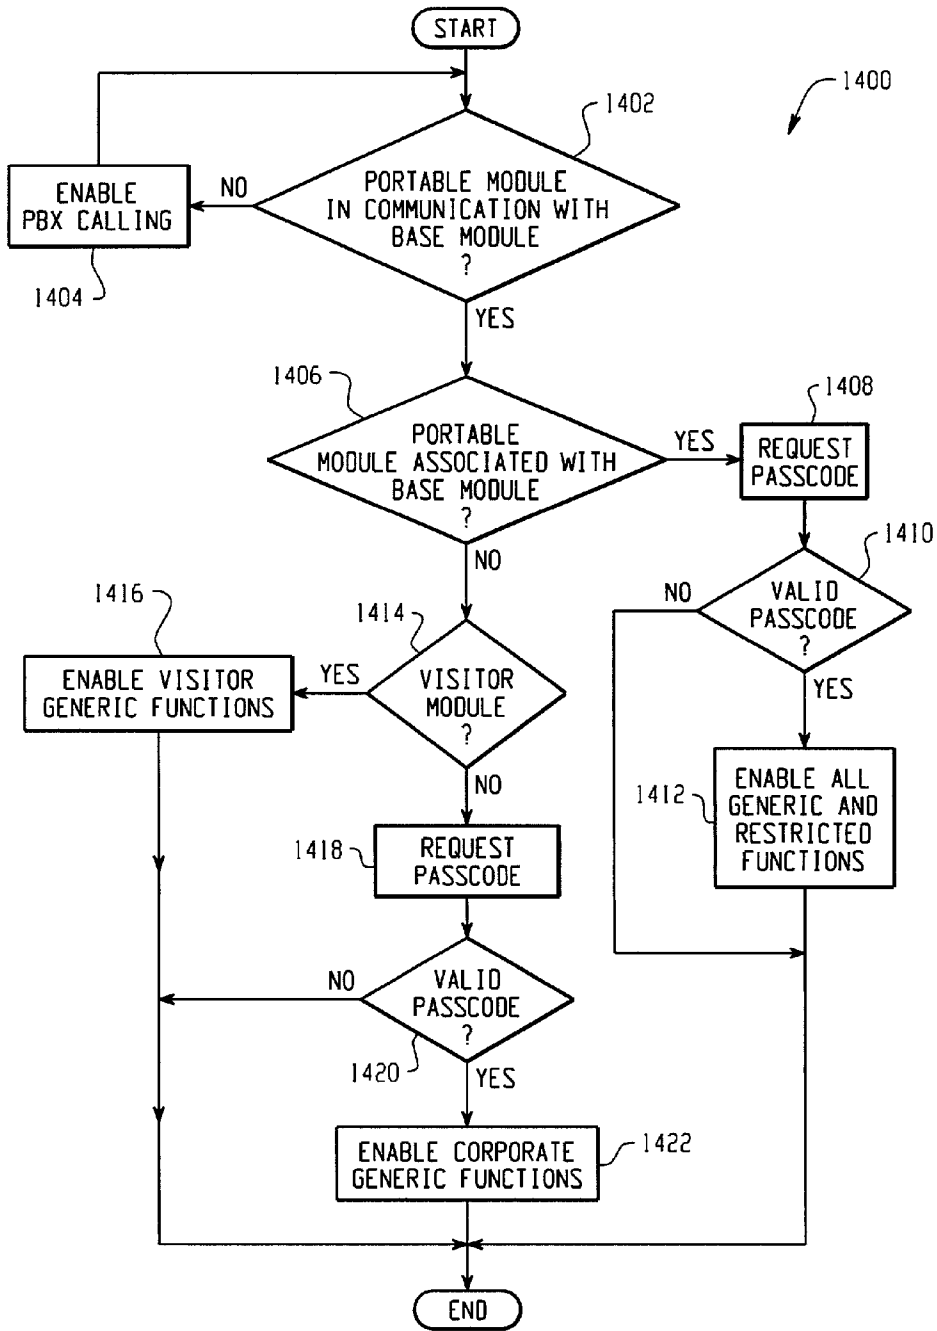 START
1400
1402
PORTABLE MODULE
IN COMMUNICATION WITH
BASE MODULE
?
NO
ENABLE
PBX CALLING
1404
YES
1406
PORTABLE
MODULE ASSOCIATED WITH
BASE MODULE
?
YES
1408
REQUEST
PASSCODE
NO
1410
VALID
PASSCODE
?
NO
YES
1416
1414
ENABLE VISITOR
GENERIC FUNCTIONS
YES
VISITOR
MODULE
?
NO
1412
ENABLE ALL
GENERIC AND
RESTRICTED
FUNCTIONS
1418
REQUEST
PASSCODE
NO
VALID
PASSCODE
?
1420
YES
ENABLE CORPORATE
GENERIC FUNCTIONS
1422
END